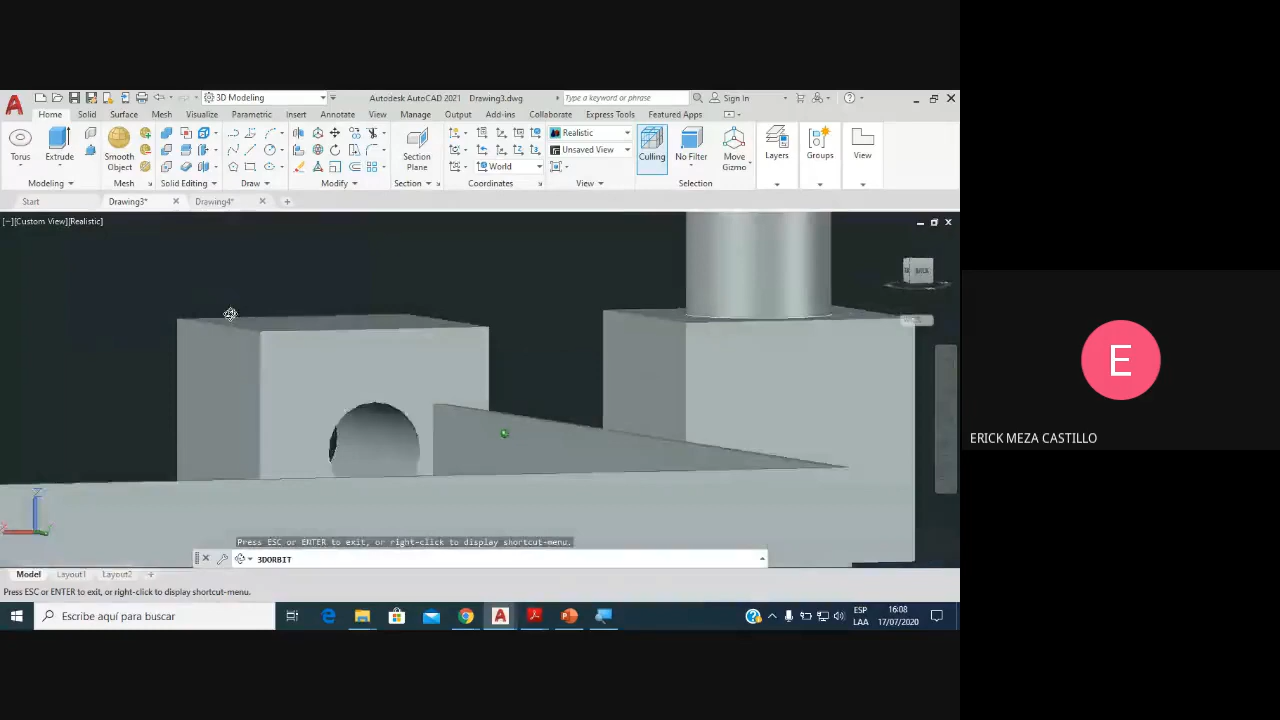 3D Modeling
Autodesk AutoCAD 2021 Drawing3.dwg
Type a keyword or phrase
Sign In
Home Solid Surface Mesh Visualize Parametric Insert Annotate View Manage Output Add-ins Collaborate Express Tools Featured Apps
Torus
Extrude
Smooth
Object
Section
Plane
Realistic
Unsaved View
World
Culling
No Filter
Move
Gizmo
Layers
Groups
View
Modeling
Mesh
Solid Editing
Draw
Modify
Section
Coordinates
View
Selection
Start
Drawing3*
Drawing4*
[−][Custom View][Realistic]
BACK
Z
X
Y
Press ESC or ENTER to exit, or right-click to display shortcut-menu.
3DORBIT
Model Layout1 Layout2 +
Press ESC or ENTER to exit, or right-click to display shortcut-menu.
Escribe aquí para buscar
ESP
LAA
16:08
17/07/2020
E
ERICK MEZA CASTILLO